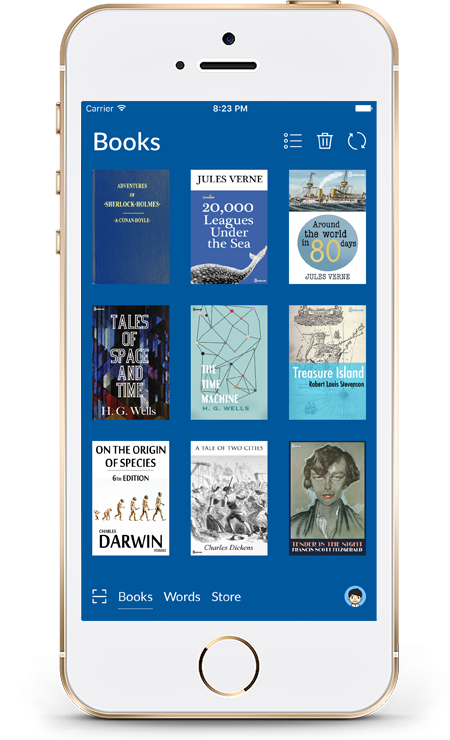 Carrier 8:23 PM
Books
ADVENTURES
OF
·SHERLOCK·HOLMES·
·A·CONAN·DOYLE·
JULES VERNE
20,000
Leagues
Under
the Sea
Around
the world
in 80 days
JULES VERNE
TALES
OF
SPACE
AND
TIME
H. G. Wells
THE
TIME
MACHINE
H. G. WELLS
Treasure Island
Robert Louis Stevenson
ON THE ORIGIN
OF SPECIES
6TH EDITION
CHARLES
DARWIN
A TALE OF TWO CITIES
Charles Dickens
TENDER IS THE NIGHT
FRANCIS SCOTT FITZGERALD
Books Words Store